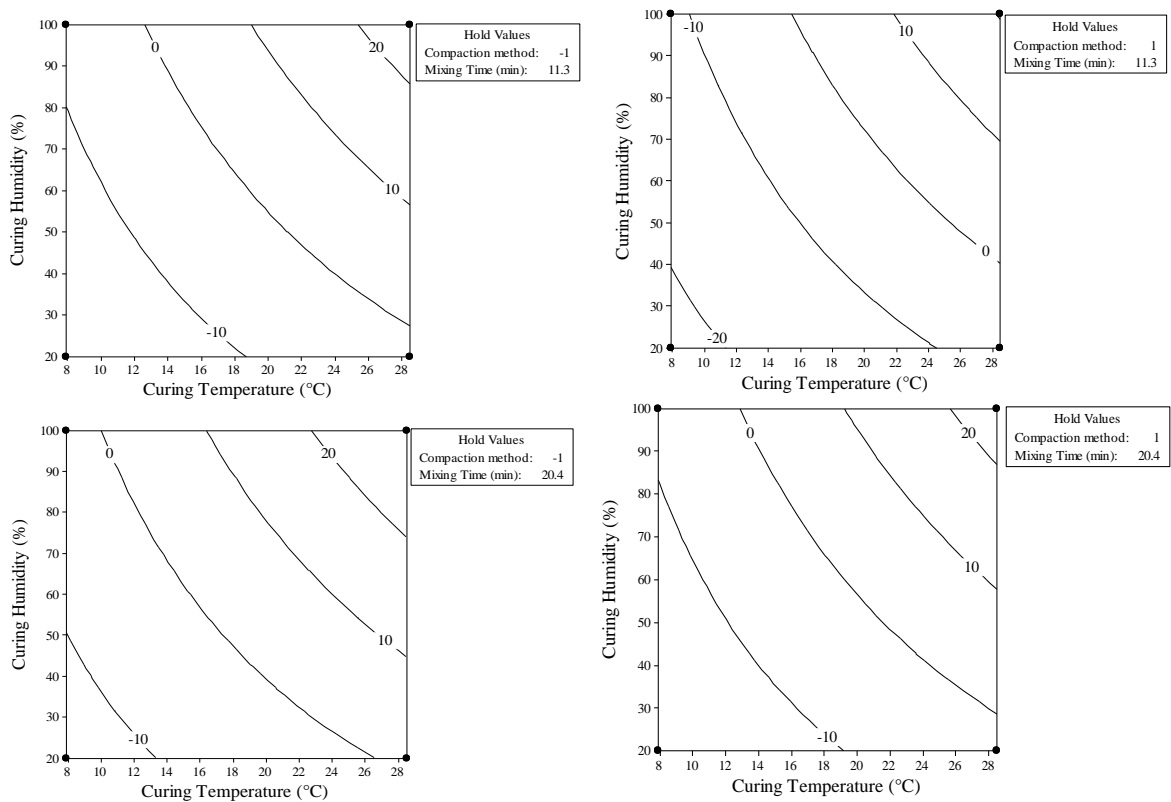 100
90
80
70
60
50
40
30
20
Curing Humidity (%)
0
20
10
-10
8 10 12 14 16 18 20 22 24 26 28
Curing Temperature (°C)
Hold Values
Compaction method: -1
Mixing Time (min): 11.3
100
90
80
70
60
50
40
30
20
Curing Humidity (%)
-10
10
0
-20
8 10 12 14 16 18 20 22 24 26 28
Curing Temperature (°C)
Hold Values
Compaction method: 1
Mixing Time (min): 11.3
100
90
80
70
60
50
40
30
20
Curing Humidity (%)
0
20
10
-10
8 10 12 14 16 18 20 22 24 26 28
Curing Temperature (°C)
Hold Values
Compaction method: -1
Mixing Time (min): 20.4
100
90
80
70
60
50
40
30
20
Curing Humidity (%)
0
20
10
-10
8 10 12 14 16 18 20 22 24 26 28
Curing Temperature (°C)
Hold Values
Compaction method: 1
Mixing Time (min): 20.4